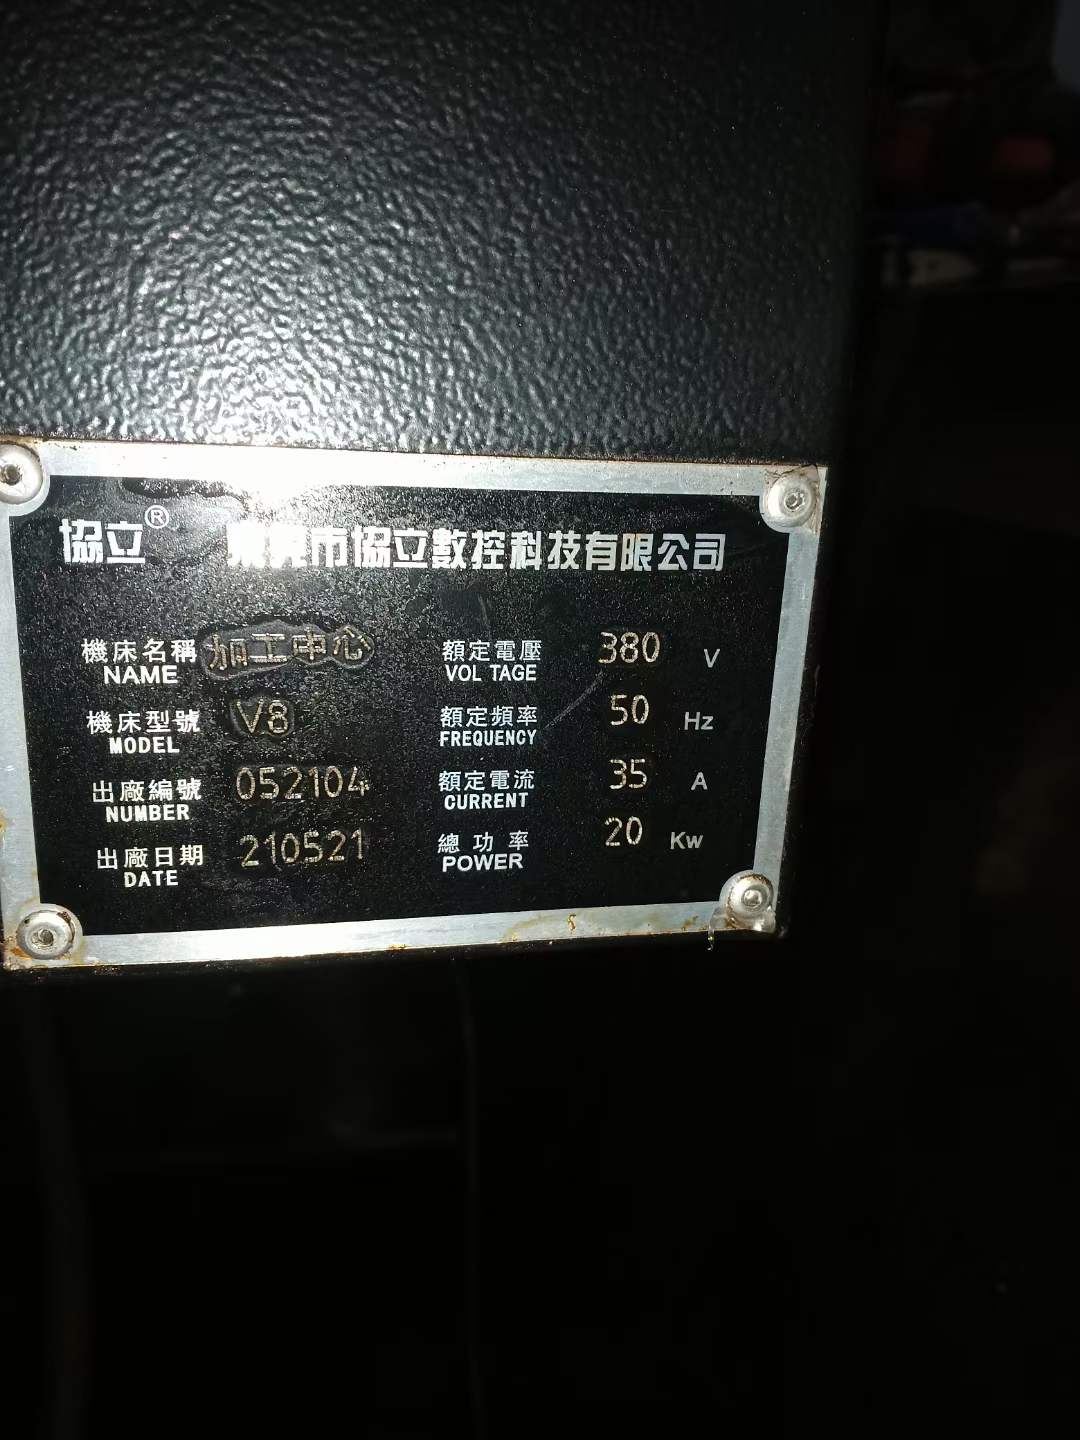 協立® 東莞市協立數控科技有限公司
機床名稱 加工中心 額定電壓 380 V
NAME VOL TAGE
機床型號 V8 額定頻率 50 Hz
MODEL FREQUENCY
出廠編號 052104 額定電流 35 A
NUMBER CURRENT
出廠日期 210521 總功率 20 Kw
DATE POWER